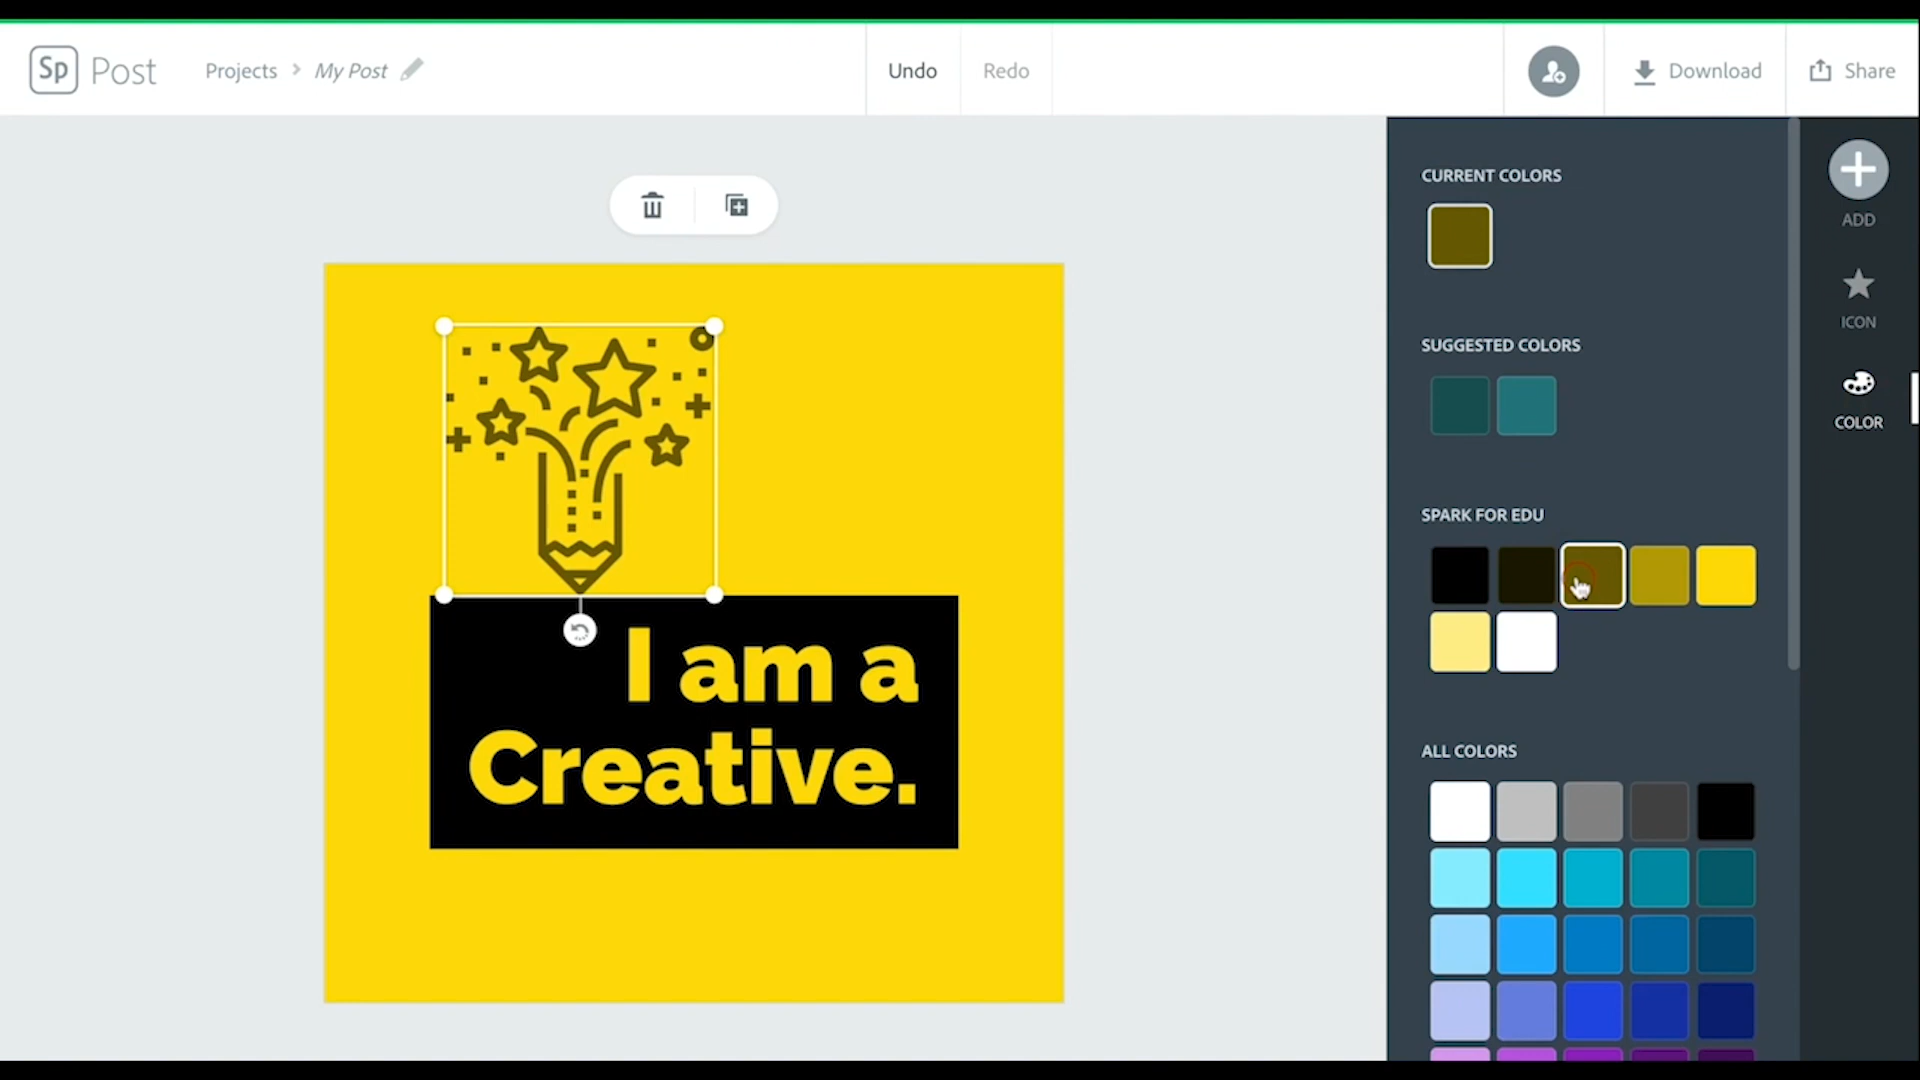 Sp Post Projects > My Post Undo Redo Download Share
CURRENT COLORS
ADD
ICON
SUGGESTED COLORS
COLOR
SPARK FOR EDU
I am a
Creative.
ALL COLORS